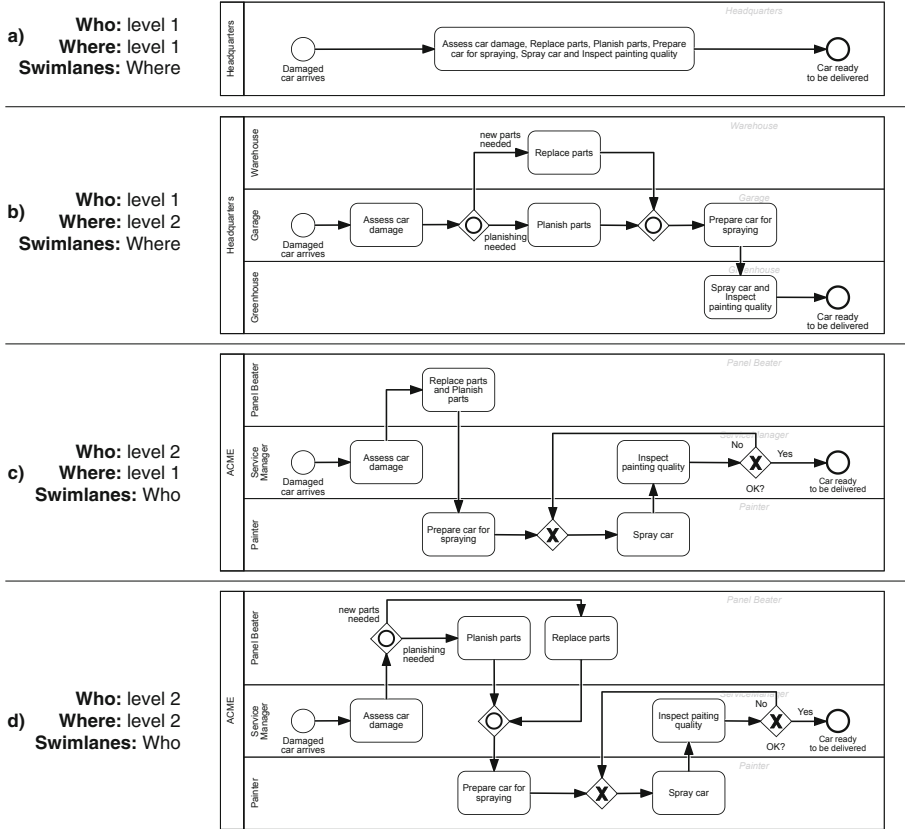 a)
Who: level 1
Where: level 1
Swimlanes: Where
Headquarters
Headquarters
Damaged
car arrives
Assess car damage, Replace parts, Planish parts, Prepare
car for spraying, Spray car and Inspect painting quality
Car ready
to be delivered
b)
Who: level 1
Where: level 2
Swimlanes: Where
Headquarters
Warehouse
Warehouse
new parts
needed
Replace parts
Garage
Garage
Damaged
car arrives
Assess car
damage
planishing
needed
Planish parts
Prepare car for
spraying
Greenhouse
Greenhouse
Spray car and
Inspect
painting quality
Car ready
to be delivered
c)
Who: level 2
Where: level 1
Swimlanes: Who
ACME
Panel Beater
Panel Beater
Replace parts
and Planish
parts
Service
Manager
ServiceManager
Damaged
car arrives
Assess car
damage
Inspect
painting quality
No
Yes
OK?
Car ready
to be delivered
Painter
Painter
Prepare car for
spraying
Spray car
d)
Who: level 2
Where: level 2
Swimlanes: Who
ACME
Panel Beater
Panel Beater
new parts
needed
planishing
needed
Planish parts
Replace parts
Service
Manager
ServiceManager
Damaged
car arrives
Assess car
damage
Inspect paiting
quality
No
Yes
OK?
Car ready
to be delivered
Painter
Painter
Prepare car for
spraying
Spray car